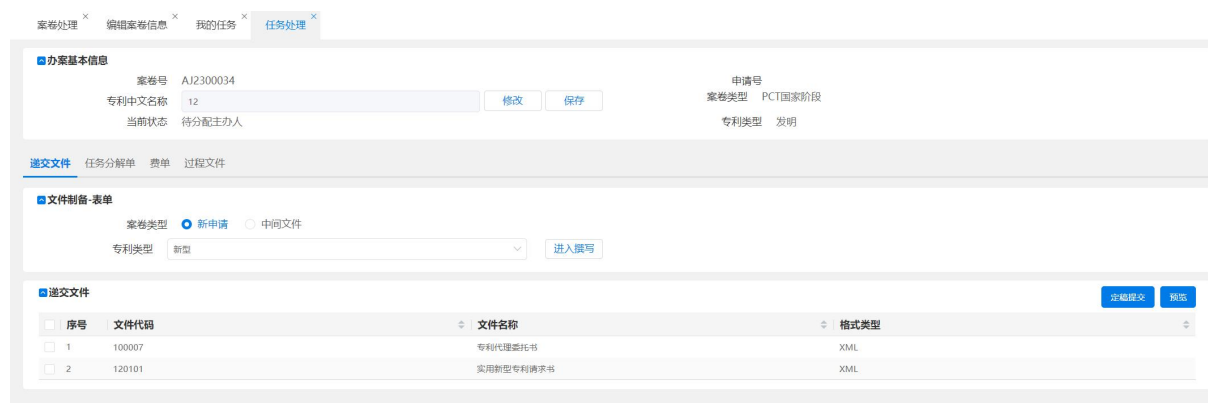 案卷处理 × 编辑案卷信息 × 我的任务 × 任务处理 ×
办案基本信息
案卷号 AJ2300034 申请号
专利中文名称 12 修改 保存 案卷类型 PCT国家阶段
当前状态 待分配主办人 专利类型 发明
递交文件 任务分解单 费单 过程文件
文件制备-表单
案卷类型 新申请 中间文件
专利类型 新型 进入撰写
递交文件 定稿提交 预览
序号 文件代码 文件名称 格式类型
1 100007 专利代理委托书 XML
2 120101 实用新型专利请求书 XML